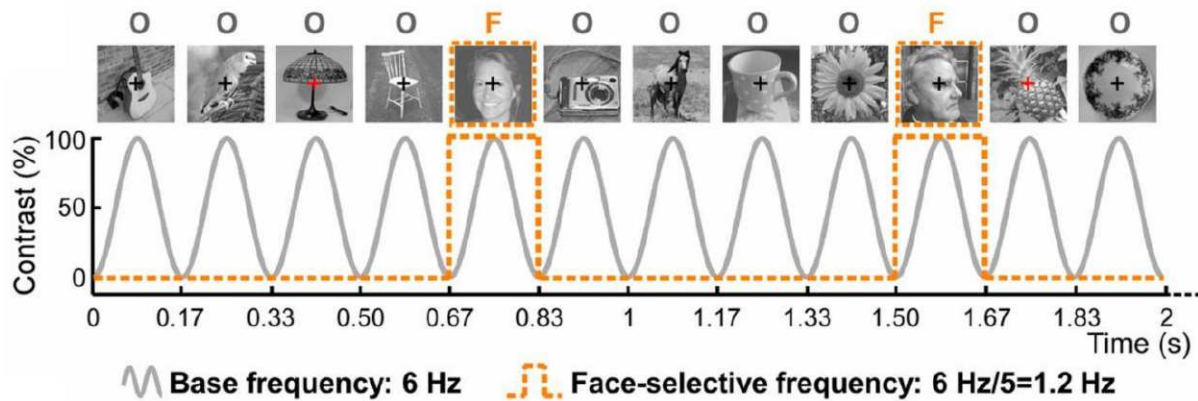 O O O O F O O O O F O O
Contrast (%)
100
50
0
0 0.17 0.33 0.50 0.67 0.83 1 1.17 1.33 1.50 1.67 1.83 2
Time (s)
Base frequency: 6 Hz Face-selective frequency: 6 Hz/5=1.2 Hz